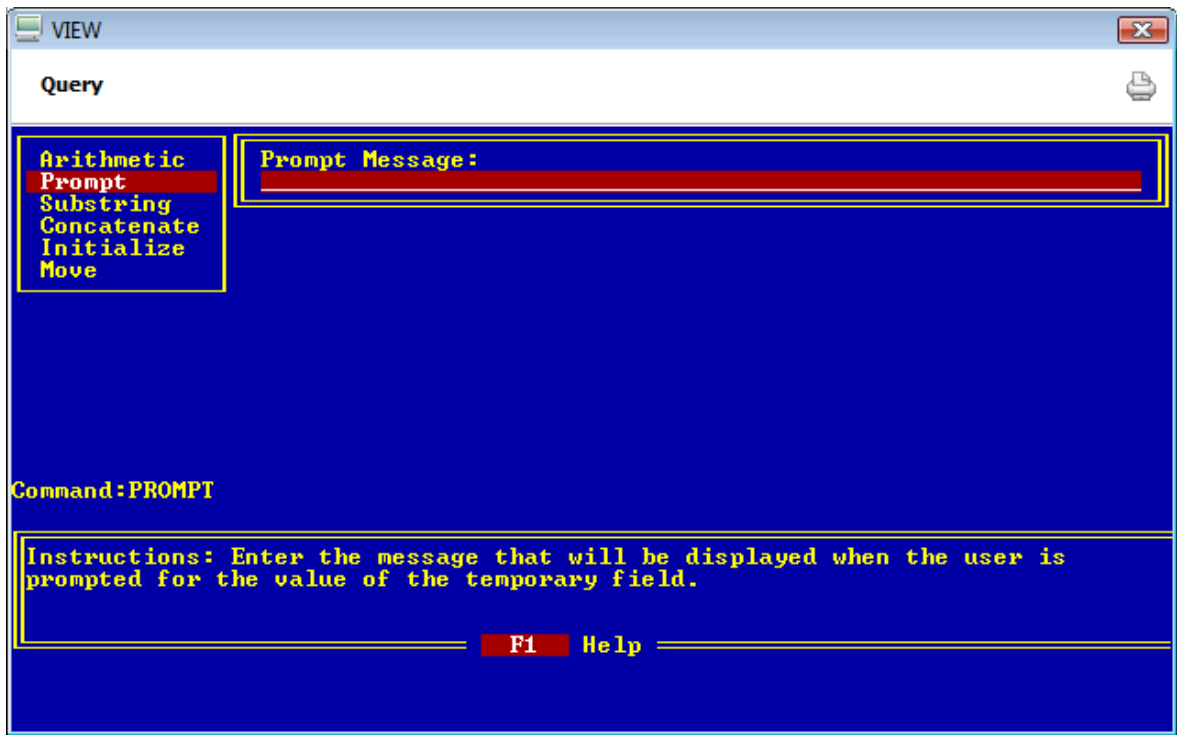 VIEW
Query
Arithmetic
Prompt
Substring
Concatenate
Initialize
Move
Prompt Message:
Command:PROMPT
Instructions: Enter the message that will be displayed when the user is
prompted for the value of the temporary field.
F1 Help